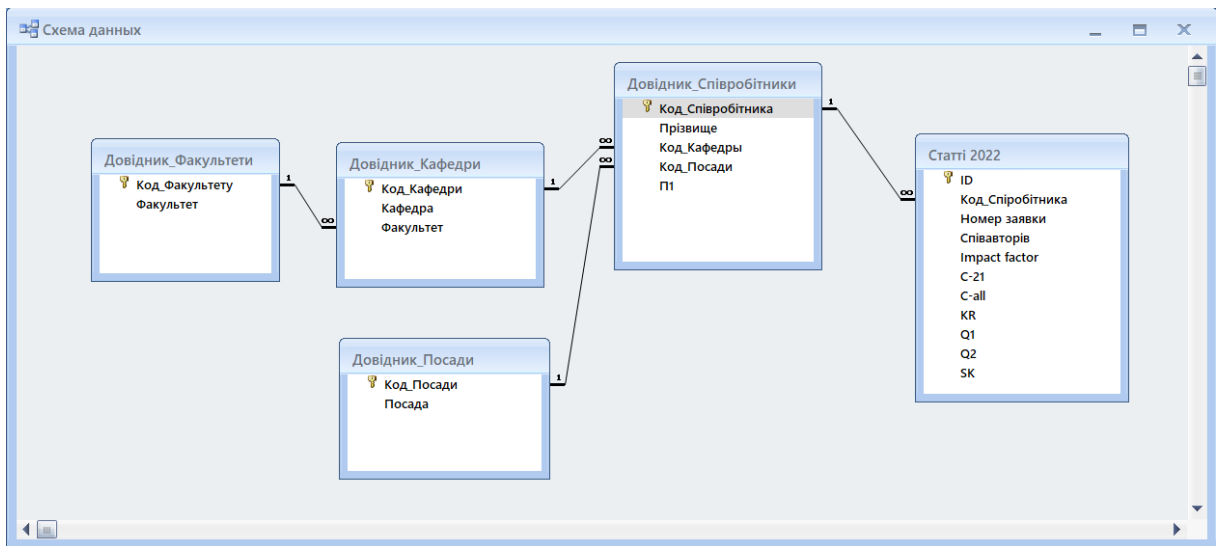 Схема данных
Довідник_Факультети
Код_Факультету
Факультет
Довідник_Кафедри
Код_Кафедри
Кафедра
Факультет
Довідник_Посади
Код_Посади
Посада
Довідник_Співробітники
Код_Співробітника
Прізвище
Код_Кафедры
Код_Посади
П1
Статті 2022
ID
Код_Спіробітника
Номер заявки
Співавторів
Impact factor
C-21
C-all
KR
Q1
Q2
SK
1
∞
1
∞
1
∞
1
∞